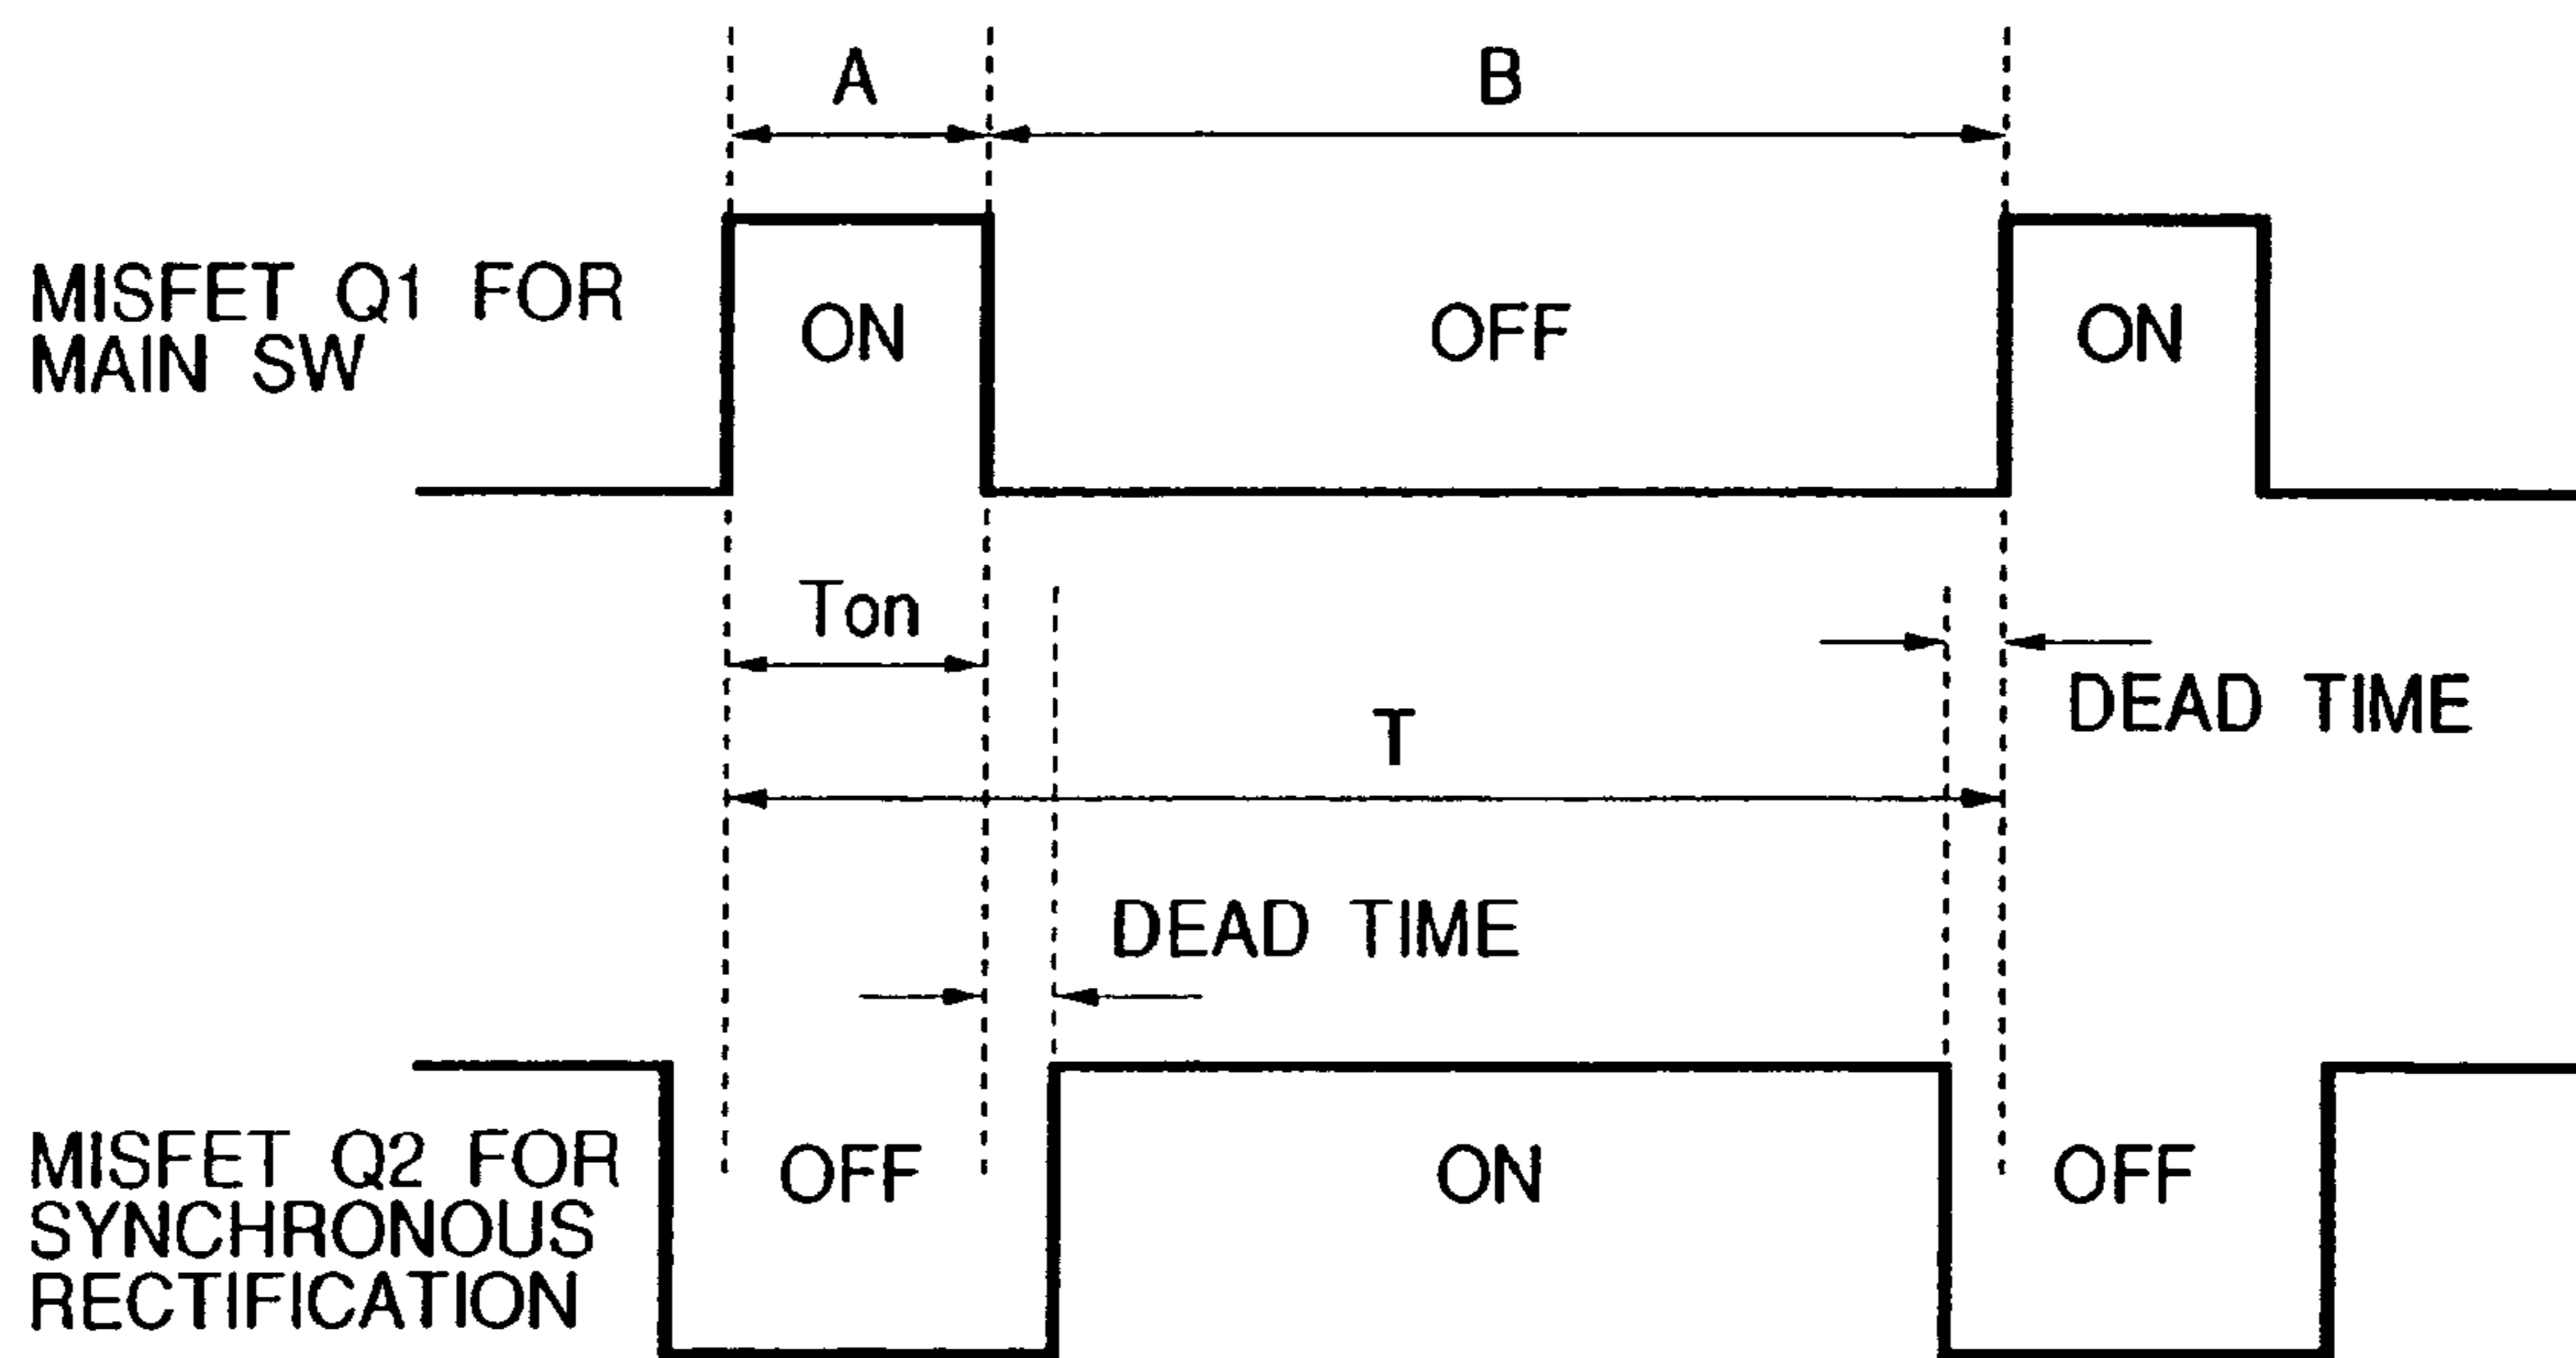 A
B
MISFET Q1 FOR
MAIN SW
ON
OFF
ON
Ton
DEAD TIME
T
DEAD TIME
MISFET Q2 FOR
SYNCHRONOUS
RECTIFICATION
OFF
ON
OFF